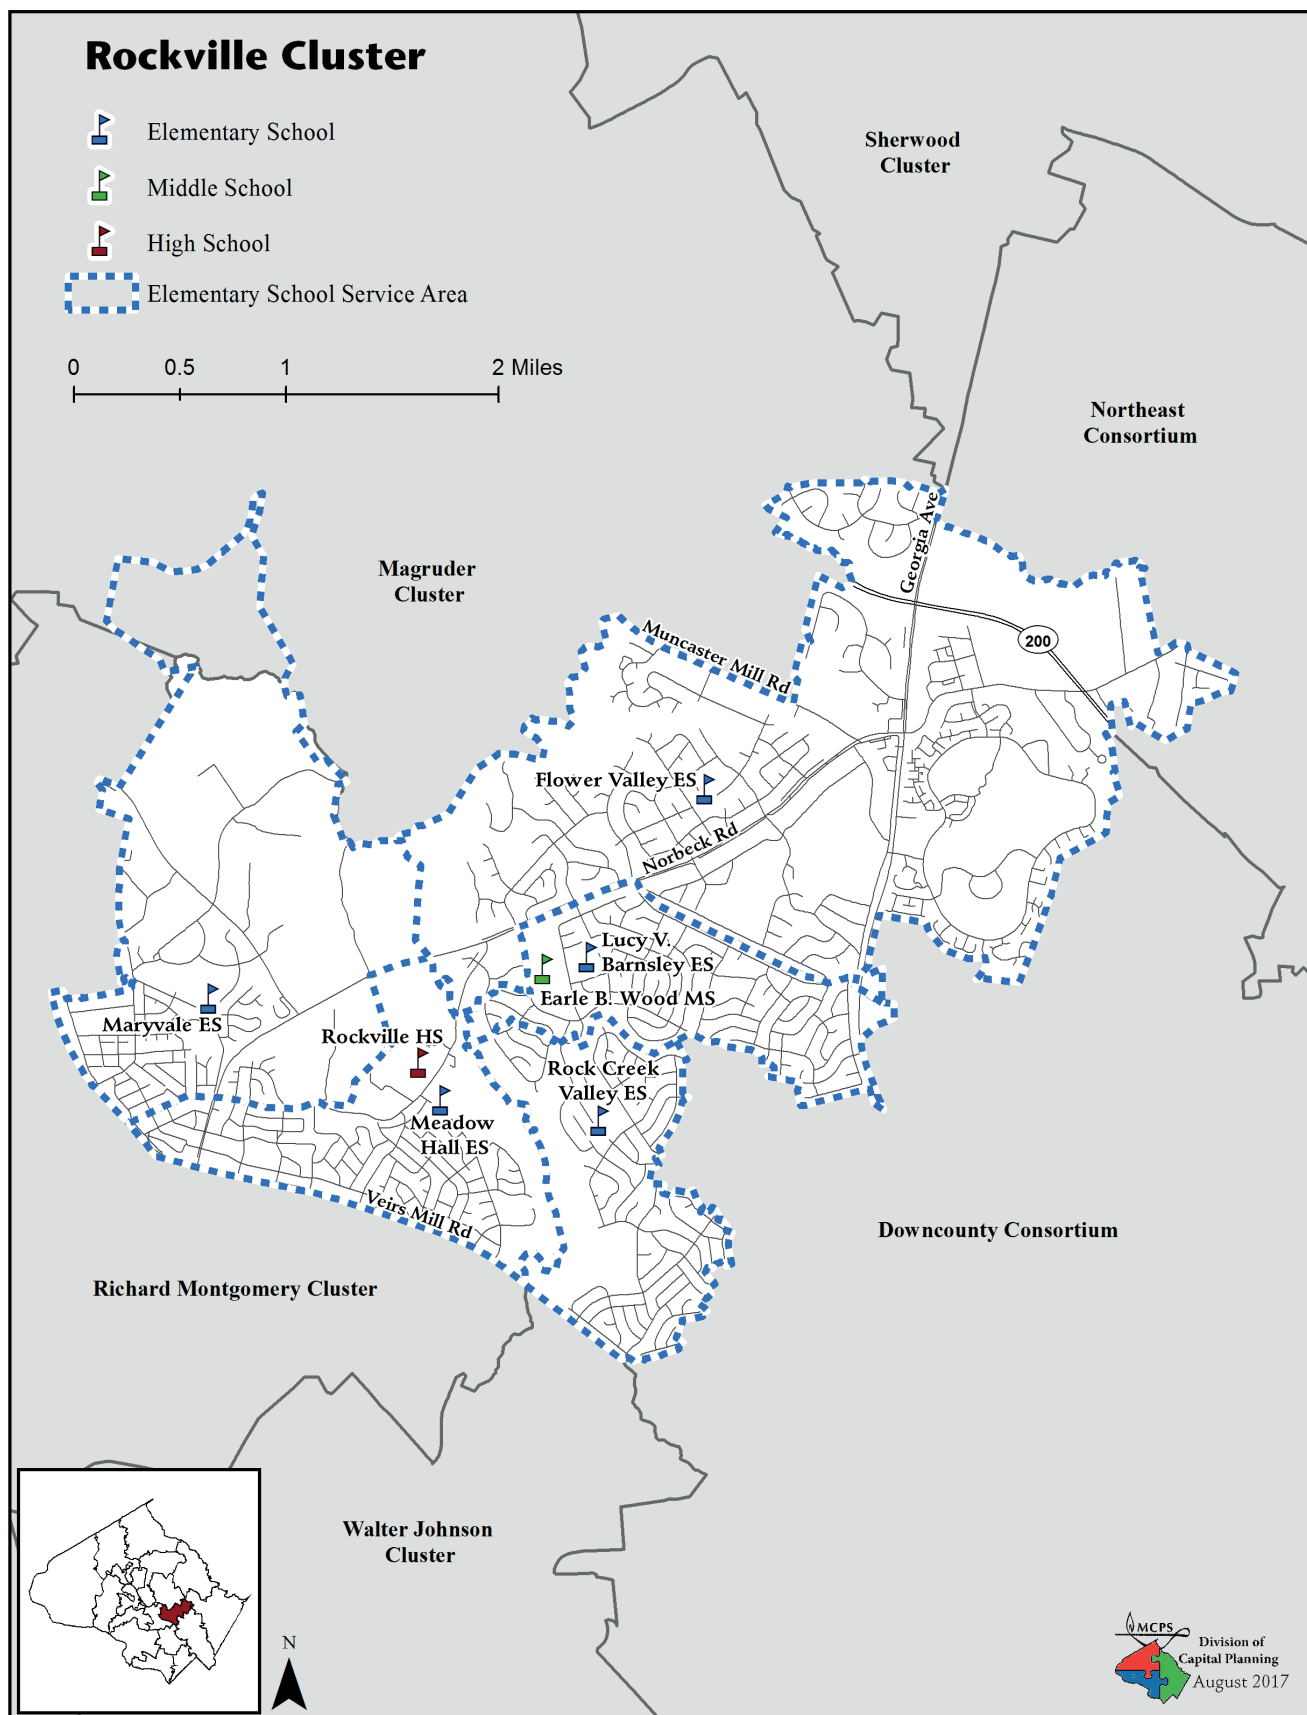 Rockville Cluster
Elementary School
Middle School
High School
Elementary School Service Area
0 0.5 1 2 Miles
Sherwood
Cluster
Northeast
Consortium
Magruder
Cluster
Georgia Ave
200
Muncaster Mill Rd
Flower Valley ES
Norbeck Rd
Lucy V.
Barnsley ES
Earle B. Wood MS
Maryvale ES
Rockville HS
Rock Creek
Valley ES
Meadow
Hall ES
Veirs Mill Rd
Downcounty Consortium
Richard Montgomery Cluster
Walter Johnson
Cluster
N
MCPS
Division of
Capital Planning
August 2017